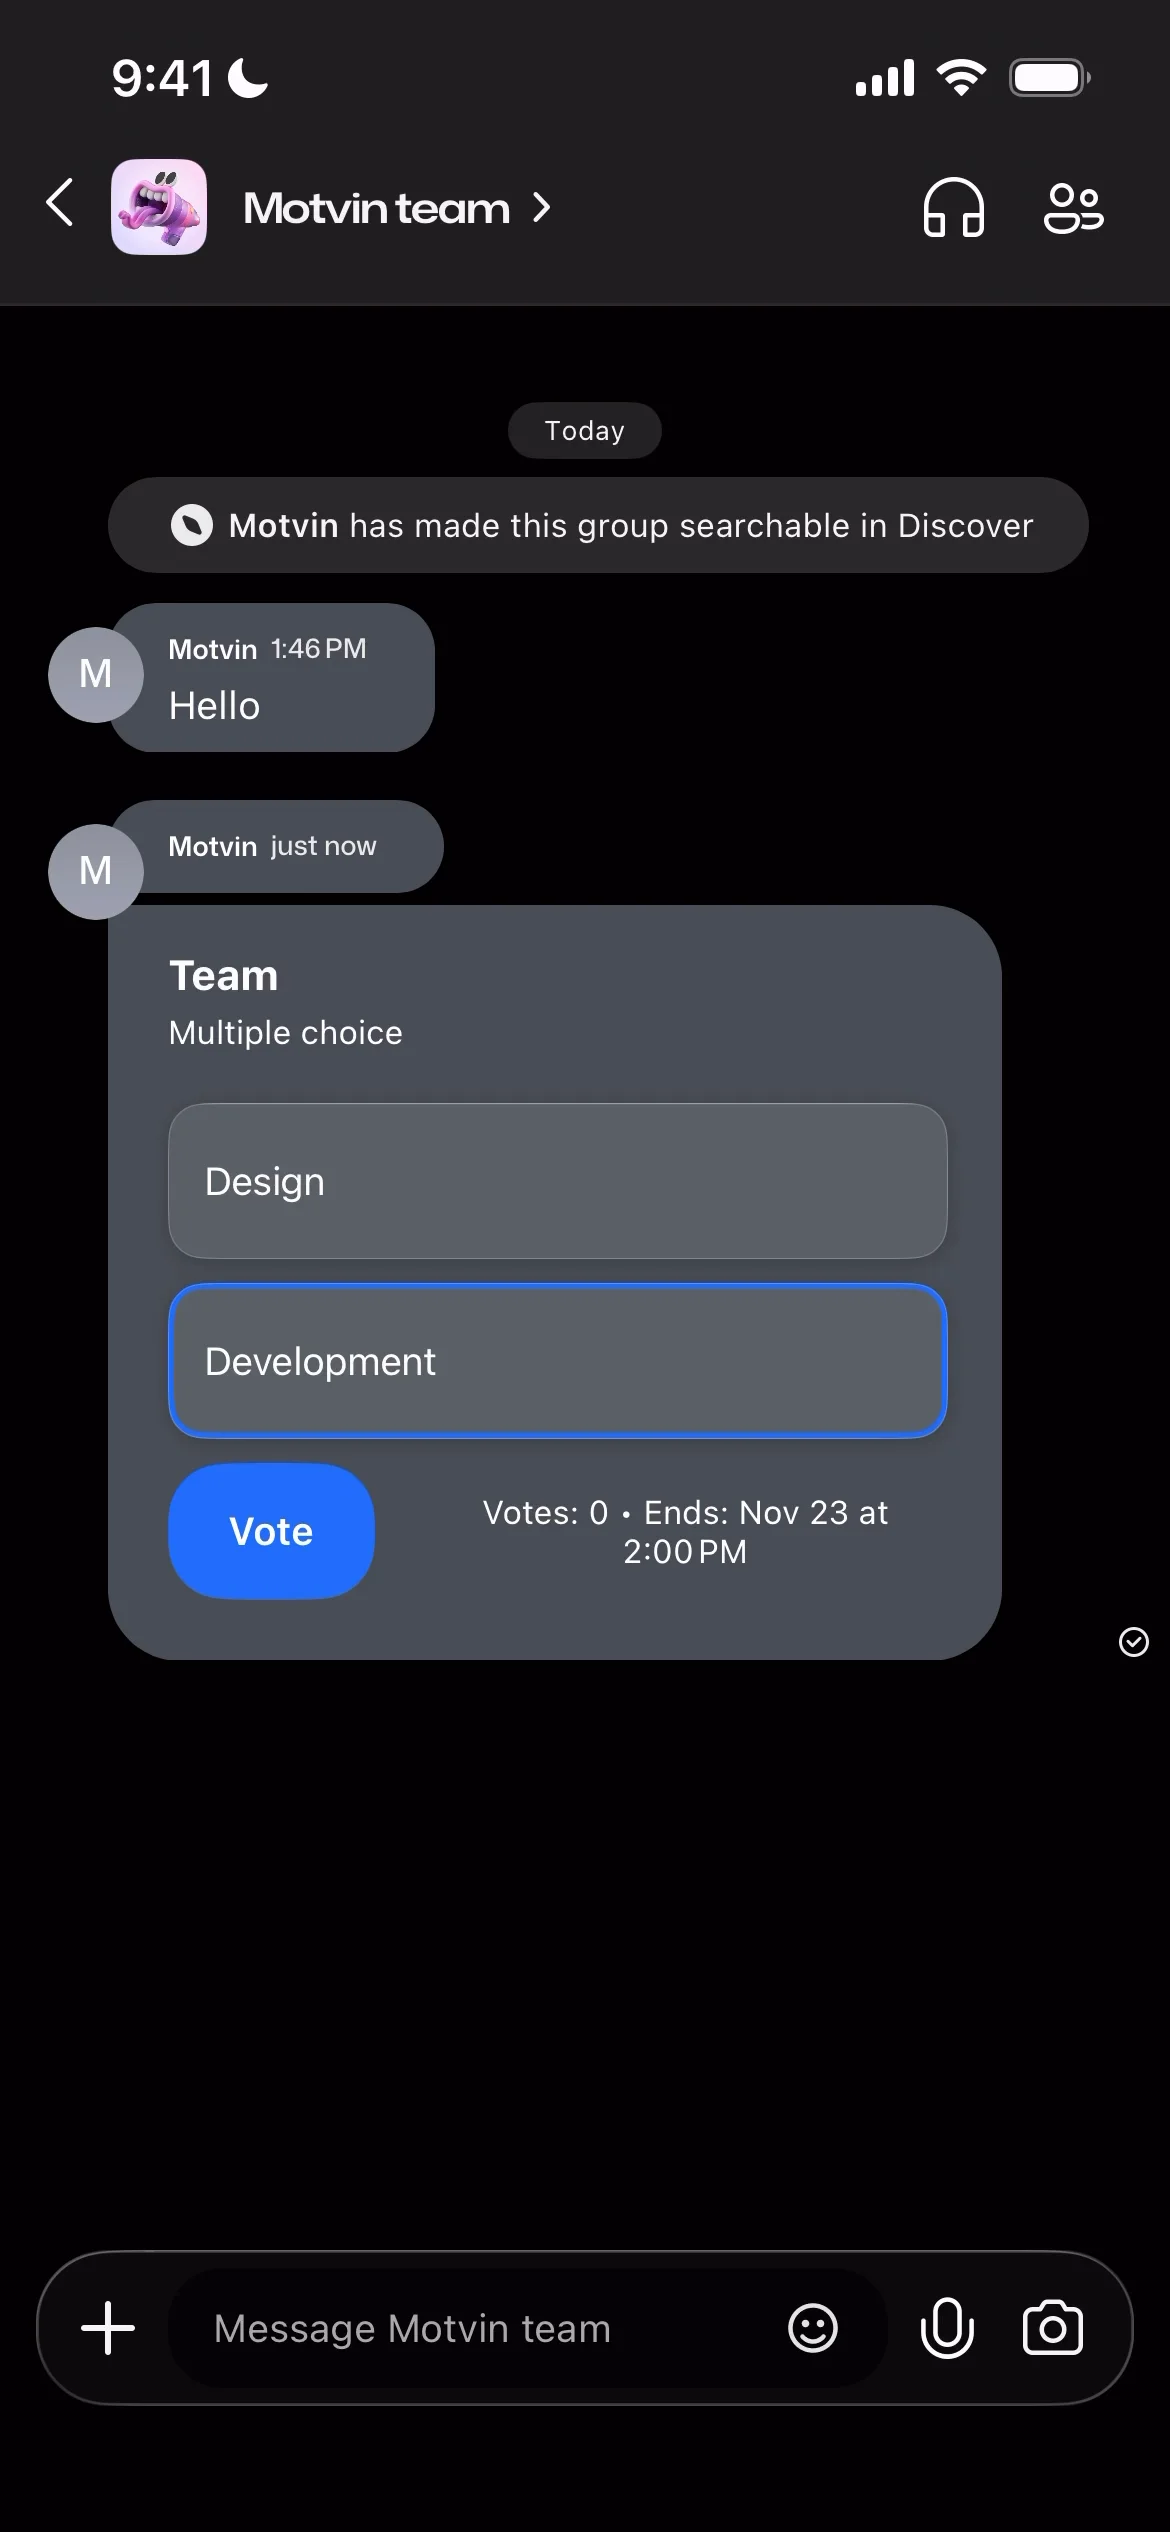 9:41
Motvin team
Today
Motvin has made this group searchable in Discover
Motvin 1:46 PM
M
Hello
Motvin just now
M
Team
Multiple choice
Design
Development
Vote
Votes: 0 • Ends: Nov 23 at
2:00 PM
Message Motvin team